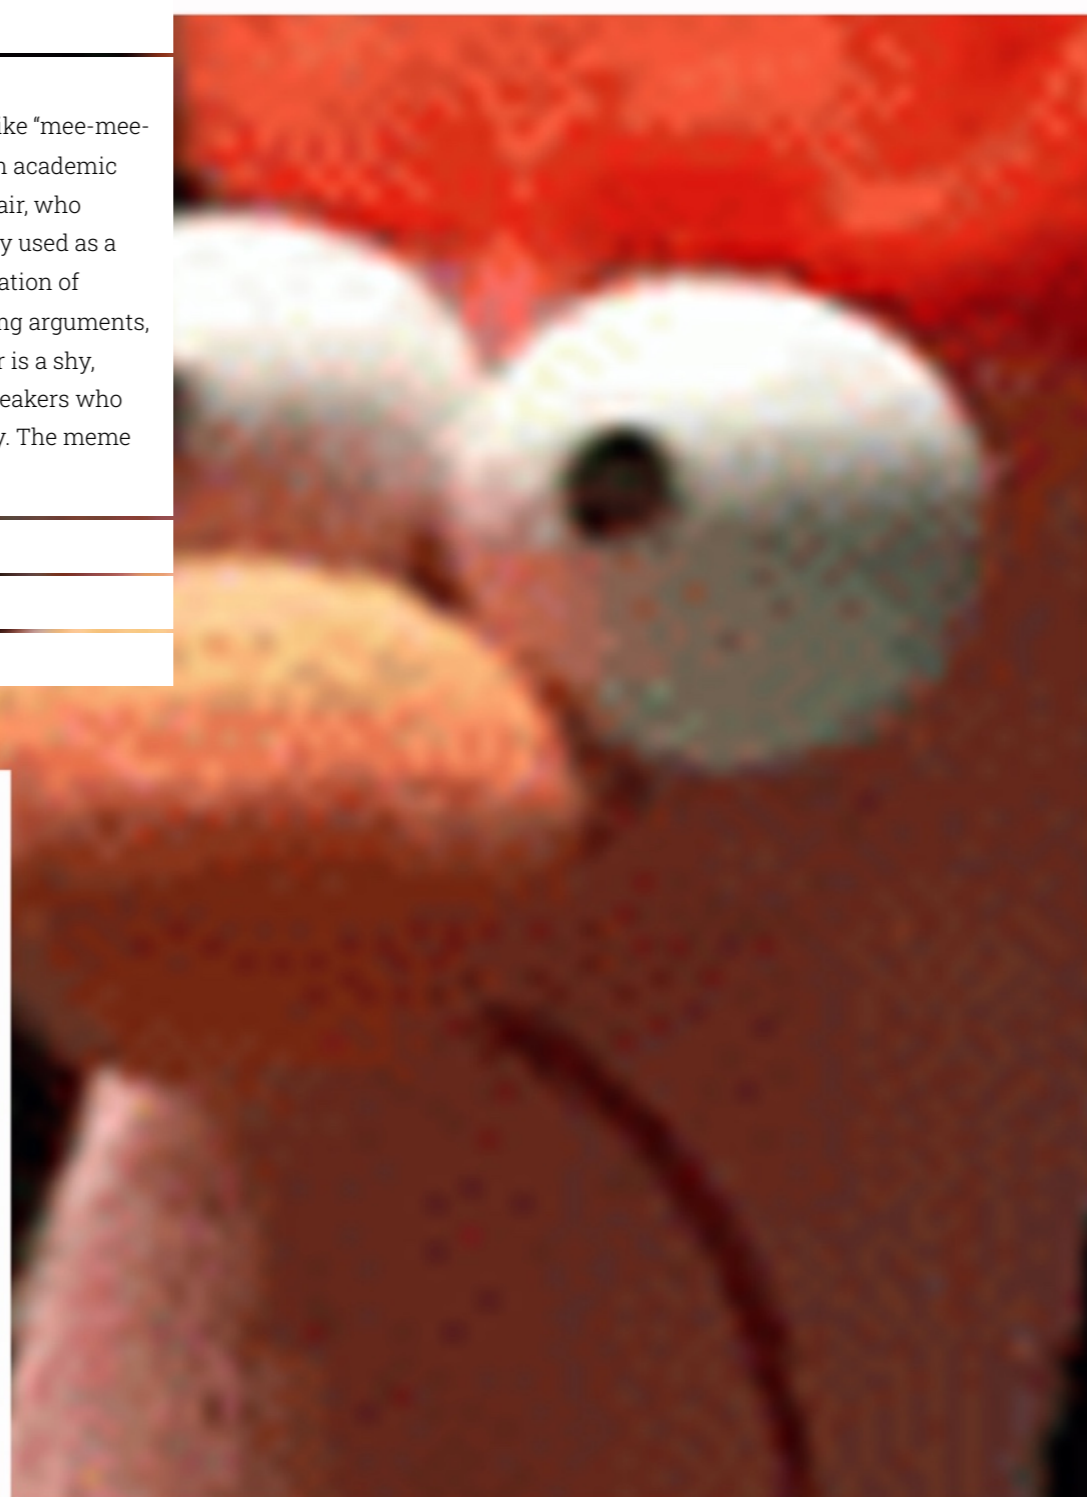 ike “mee-mee-
n academic
air, who
y used as a
ation of
ng arguments,
r is a shy,
eakers who
y. The meme